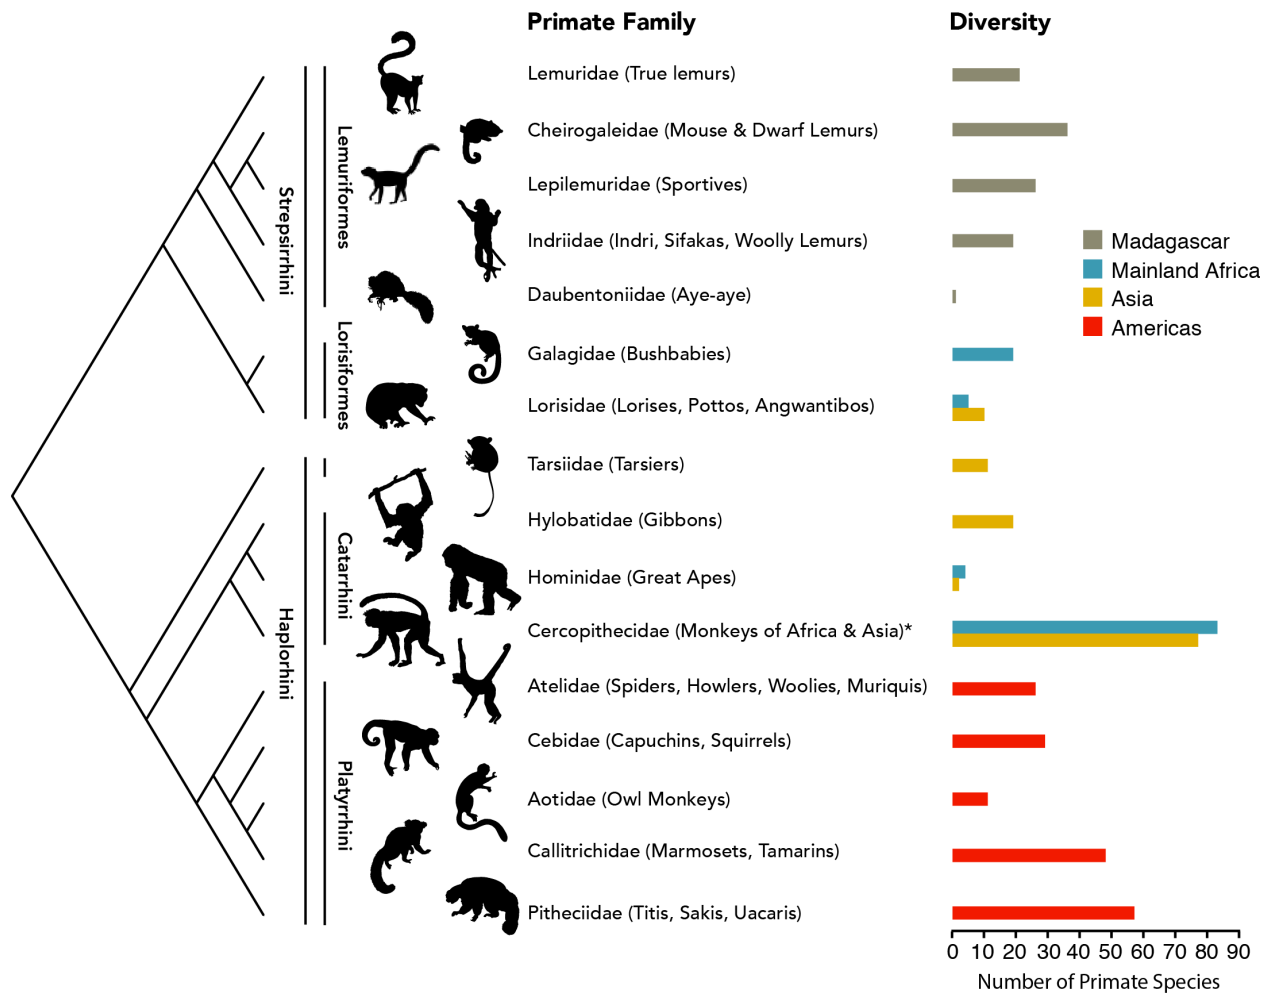 Primate Family
Diversity
Lemuridae (True lemurs)
Cheirogaleidae (Mouse & Dwarf Lemurs)
Lepilemuridae (Sportives)
Indriidae (Indri, Sifakas, Woolly Lemurs)
Daubentoniidae (Aye-aye)
Galagidae (Bushbabies)
Lorisidae (Lorises, Pottos, Angwantibos)
Tarsiidae (Tarsiers)
Hylobatidae (Gibbons)
Hominidae (Great Apes)
Cercopithecidae (Monkeys of Africa & Asia)*
Atelidae (Spiders, Howlers, Woolies, Muriquis)
Cebidae (Capuchins, Squirrels)
Aotidae (Owl Monkeys)
Callitrichidae (Marmosets, Tamarins)
Pitheciidae (Titis, Sakis, Uacaris)
Strepsirrhini
Haplorhini
Lemuriformes
Lorisiformes
Catarrhini
Platyrrhini
Madagascar
Mainland Africa
Asia
Americas
0 10 20 30 40 50 60 70 80 90
Number of Primate Species